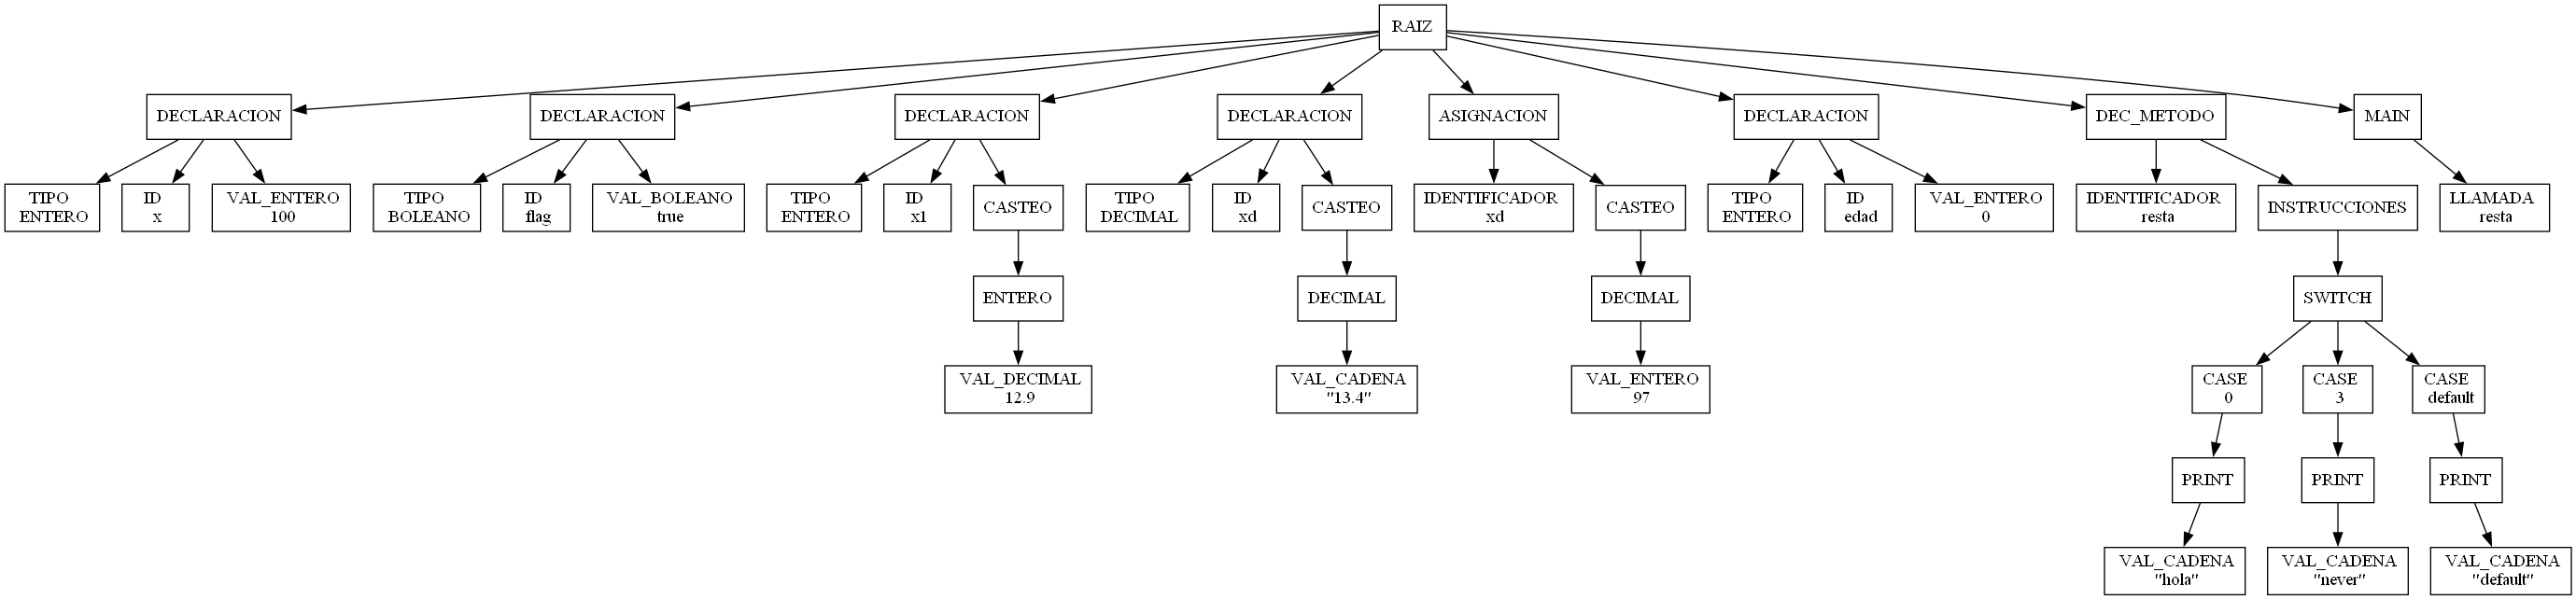 RAIZ
DECLARACION
DECLARACION
DECLARACION
DECLARACION
ASIGNACION
DECLARACION
DEC_METODO
MAIN
TIPO
ENTERO
ID
x
VAL_ENTERO
100
TIPO
BOLEANO
ID
flag
VAL_BOLEANO
true
TIPO
ENTERO
ID
x1
CASTEO
TIPO
DECIMAL
ID
xd
CASTEO
IDENTIFICADOR
xd
CASTEO
TIPO
ENTERO
ID
edad
VAL_ENTERO
0
IDENTIFICADOR
resta
INSTRUCCIONES
LLAMADA
resta
ENTERO
DECIMAL
DECIMAL
SWITCH
VAL_DECIMAL
12.9
VAL_CADENA
"13.4"
VAL_ENTERO
97
CASE
0
CASE
3
CASE
default
PRINT
PRINT
PRINT
VAL_CADENA
"hola"
VAL_CADENA
"never"
VAL_CADENA
"default"